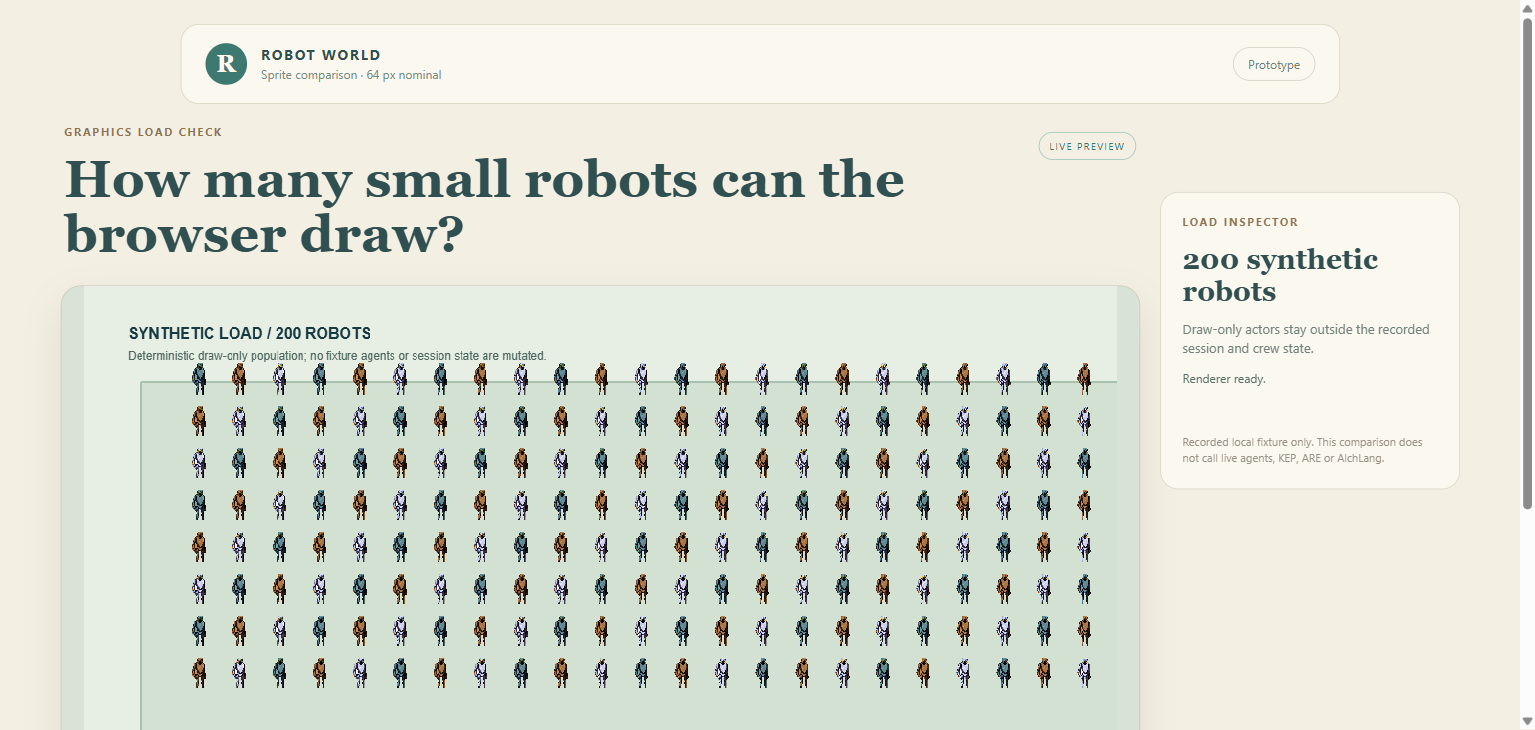 R
ROBOT WORLD
Sprite comparison · 64 px nominal
Prototype
GRAPHICS LOAD CHECK
LIVE PREVIEW
How many small robots can the
browser draw?
SYNTHETIC LOAD / 200 ROBOTS
Deterministic draw-only population; no fixture agents or session state are mutated.
LOAD INSPECTOR
200 synthetic
robots
Draw-only actors stay outside the recorded
session and crew state.
Renderer ready.
Recorded local fixture only. This comparison does
not call live agents, KEP, ARE or AlchLang.